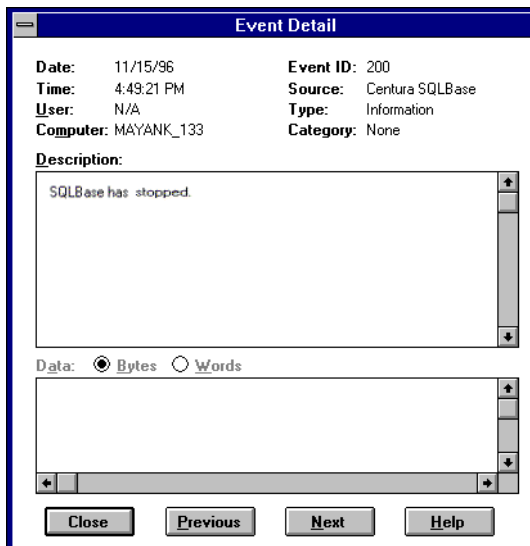 Event Detail
Date: 11/15/96 Event ID: 200
Time: 4:49:21 PM Source: Centura SQLBase
User: N/A Type: Information
Computer: MAYANK_133 Category: None
Description:
SQLBase has stopped.
Data: Bytes Words
Close Previous Next Help